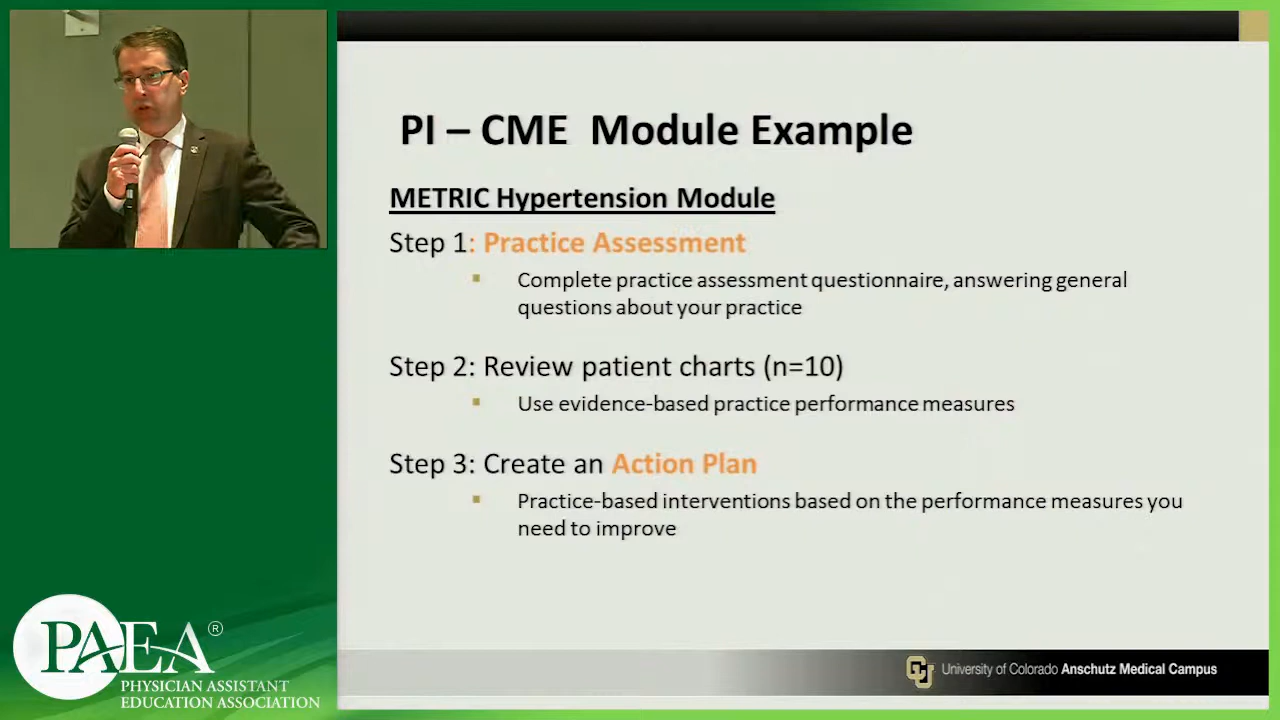 PI – CME Module Example
METRIC Hypertension Module
Step 1: Practice Assessment
▪ Complete practice assessment questionnaire, answering general
questions about your practice
Step 2: Review patient charts (n=10)
▪ Use evidence-based practice performance measures
Step 3: Create an Action Plan
▪ Practice-based interventions based on the performance measures you
need to improve
PAEA®
PHYSICIAN ASSISTANT
EDUCATION ASSOCIATION
CU University of Colorado Anschutz Medical Campus